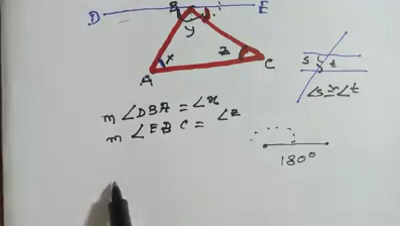 D B E
y
x z
A C
s t
∠s ≅ ∠t
m ∠DBA = ∠x
m ∠EBC = ∠z
180°